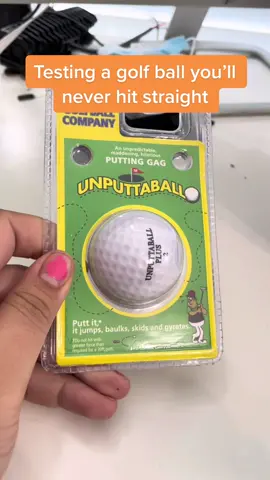 Testing a golf ball you'll
never hit straight
COMPANY
An unpredictable,
maddening, hilarious
PUTTING GAG
UNPUTTABALL
UNPUTTABALL
PLUS
Putt it,*
it jumps, baulks, skids and gyrates.